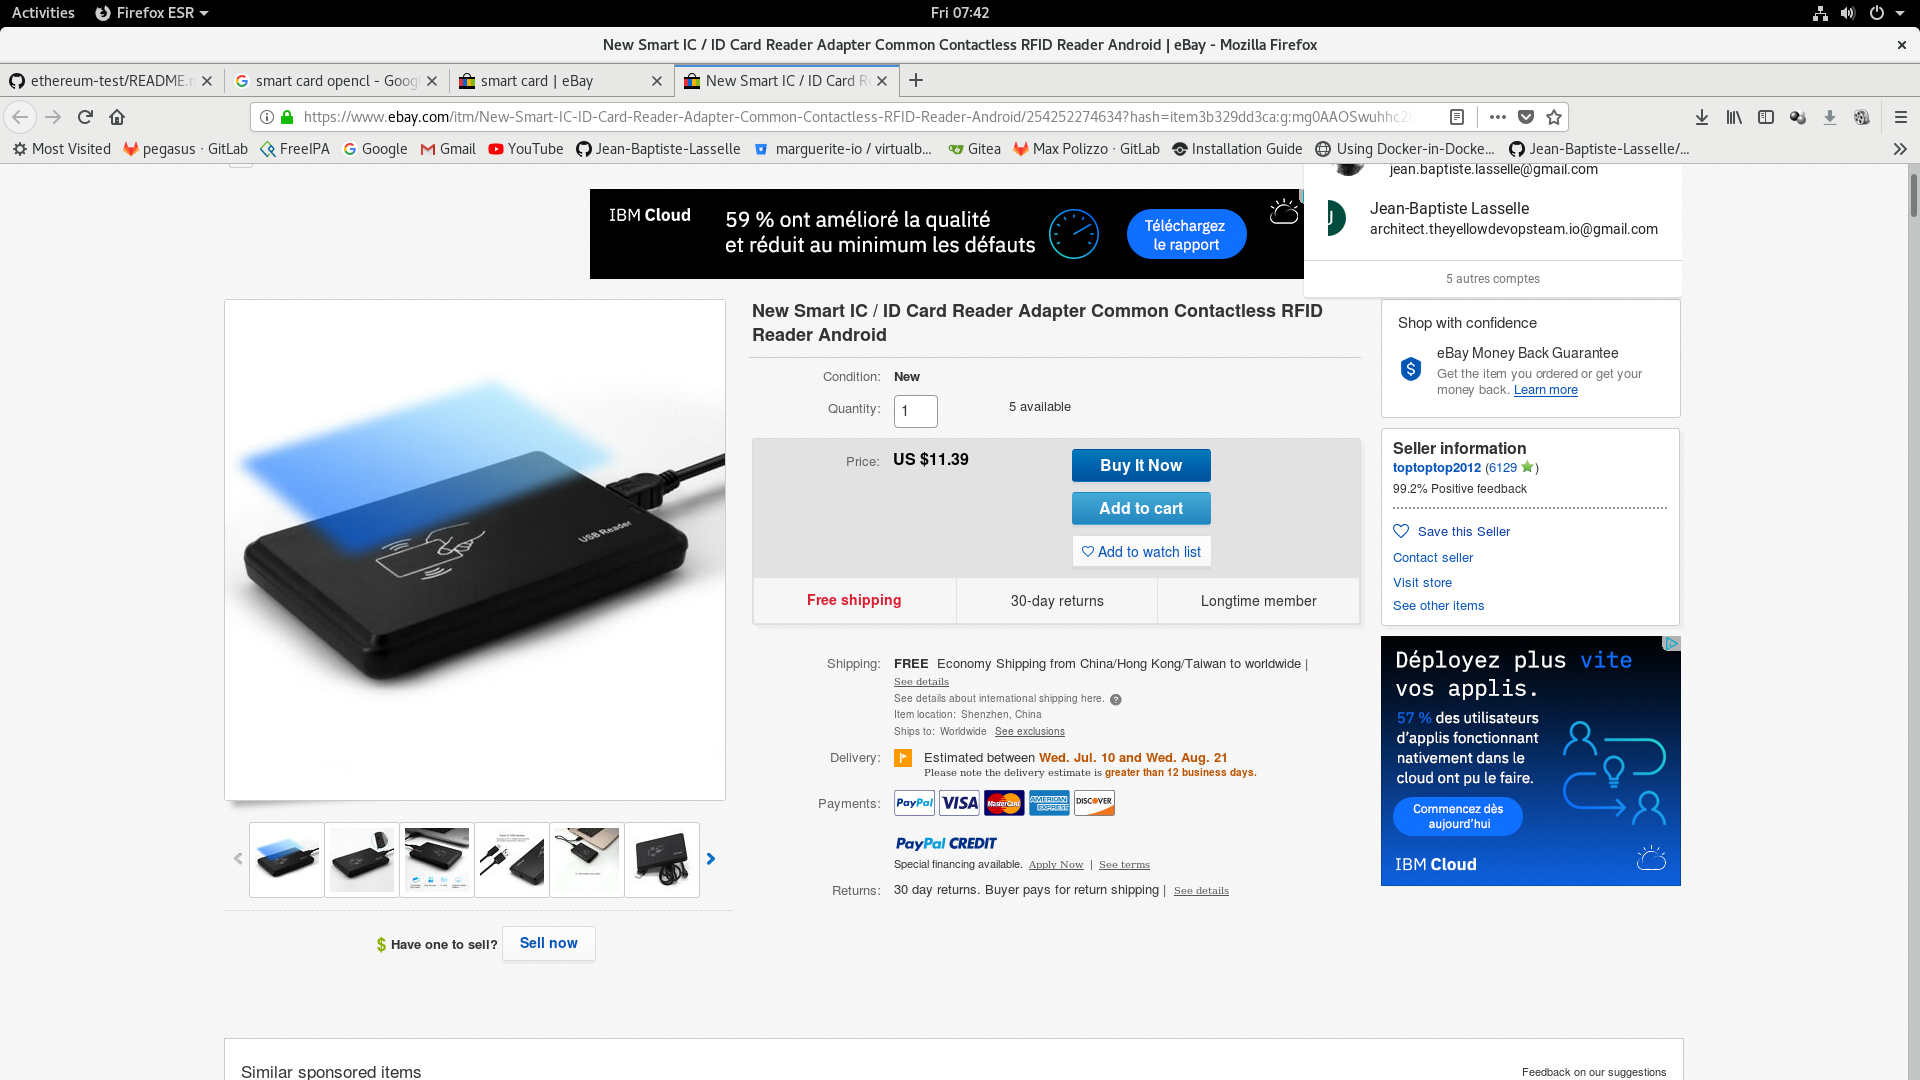 Activities
Firefox ESR
Fri 07:42
New Smart IC / ID Card Reader Adapter Common Contactless RFID Reader Android | eBay - Mozilla Firefox
ethereum-test/README.m
smart card opencl - Goog
smart card | eBay
New Smart IC / ID Card R
https://www.ebay.com/itm/New-Smart-IC-ID-Card-Reader-Adapter-Common-Contactless-RFID-Reader-Android/254252274634?hash=item3b329dd3ca:g:mg0AAOSwuhhc2
Most Visited
pegasus · GitLab
FreeIPA
Google
Gmail
YouTube
Jean-Baptiste-Lasselle
marguerite-io / virtualb...
Gitea
Max Polizzo · GitLab
Installation Guide
Using Docker-in-Docke...
Jean-Baptiste-Lasselle/...
jean.baptiste.lasselle@gmail.com
J
Jean-Baptiste Lasselle
architect.theyellowdevopsteam.io@gmail.com
5 autres comptes
IBM Cloud
59 % ont amélioré la qualité
et réduit au minimum les défauts
Téléchargez
le rapport
USB Reader
New Smart IC / ID Card Reader Adapter Common Contactless RFID
Reader Android
Condition: New
Quantity: 1
5 available
Price: US $11.39
Buy It Now
Add to cart
Add to watch list
Free shipping
30-day returns
Longtime member
Shipping: FREE Economy Shipping from China/Hong Kong/Taiwan to worldwide |
See details
See details about international shipping here. ?
Item location: Shenzhen, China
Ships to: Worldwide See exclusions
Delivery: Estimated between Wed. Jul. 10 and Wed. Aug. 21
Please note the delivery estimate is greater than 12 business days.
Payments: PayPal VISA MasterCard AMERICAN EXPRESS DISCOVER
PayPal CREDIT
Special financing available. Apply Now | See terms
Returns: 30 day returns. Buyer pays for return shipping | See details
Shop with confidence
eBay Money Back Guarantee
Get the item you ordered or get your
money back. Learn more
Seller information
toptoptop2012 (6129 )
99.2% Positive feedback
Save this Seller
Contact seller
Visit store
See other items
Déployez plus vite
vos applis.
57 % des utilisateurs
d'applis fonctionnant
nativement dans le
cloud ont pu le faire.
Commencez dès
aujourd'hui
IBM Cloud
$ Have one to sell? Sell now
Similar sponsored items
Feedback on our suggestions